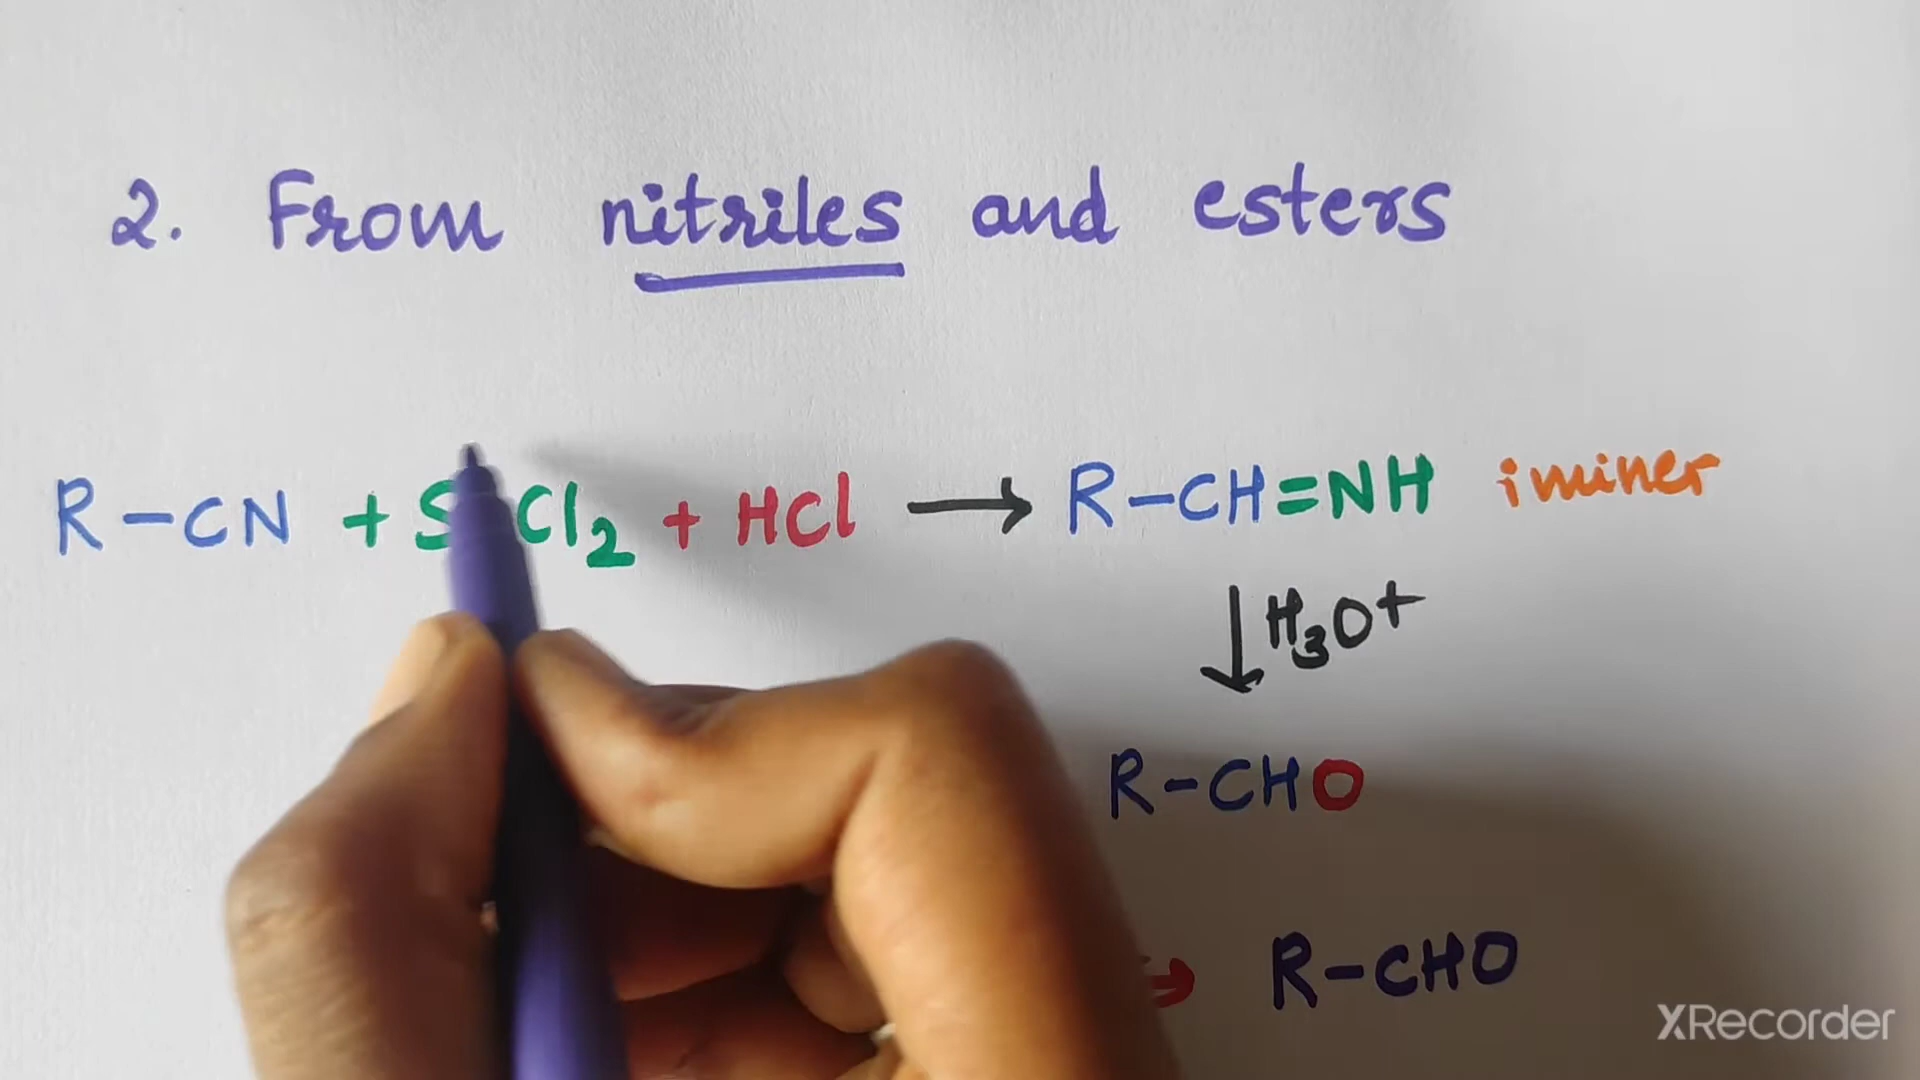 2. From nitriles and esters
R-CN + S Cl2 + HCl → R-CH=NH iminer
↓ H3O+
R-CHO
→ R-CHO
XRecorder